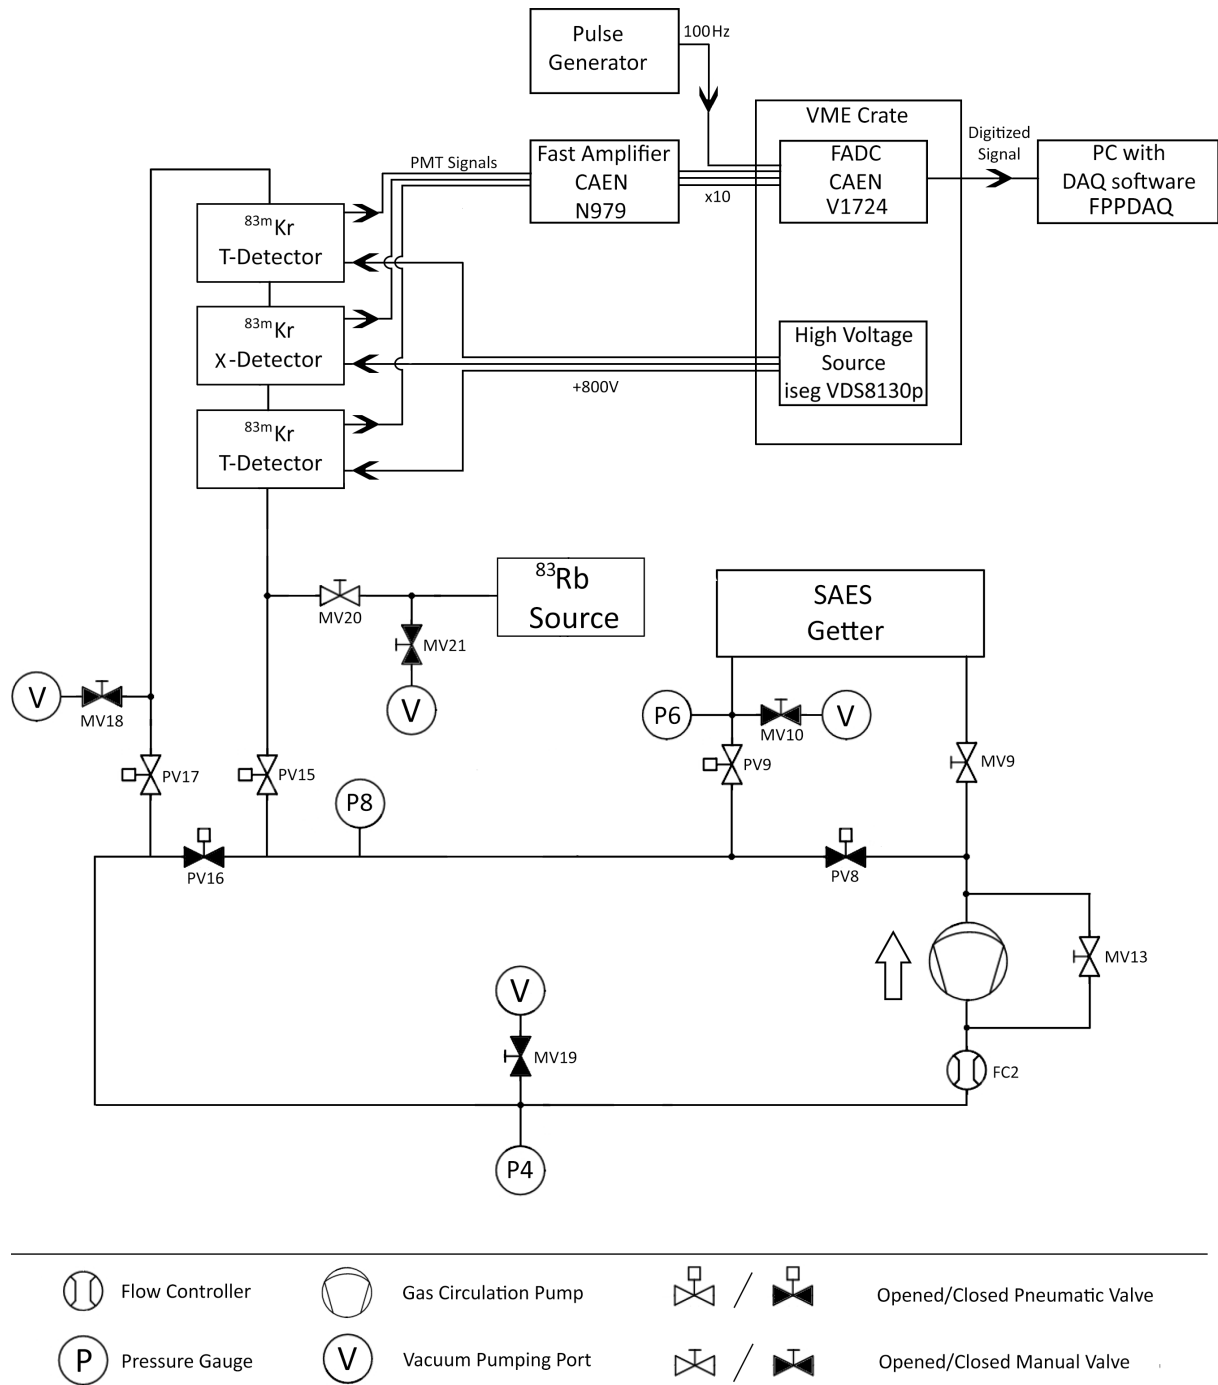 Pulse
Generator
100Hz
VME Crate
PMT Signals
Fast Amplifier
CAEN
N979
x10
FADC
CAEN
V1724
Digitized
Signal
PC with
DAQ software
FPPDAQ
83mKr
T-Detector
83mKr
X-Detector
83mKr
T-Detector
+800V
High Voltage
Source
iseg VDS8130p
83Rb
Source
MV20
MV21
V
SAES
Getter
V
MV18
P6
MV10
V
PV17
PV15
PV9
MV9
P8
PV16
PV8
MV13
V
MV19
FC2
P4
Flow Controller
Gas Circulation Pump
Opened/Closed Pneumatic Valve
P
Pressure Gauge
V
Vacuum Pumping Port
Opened/Closed Manual Valve